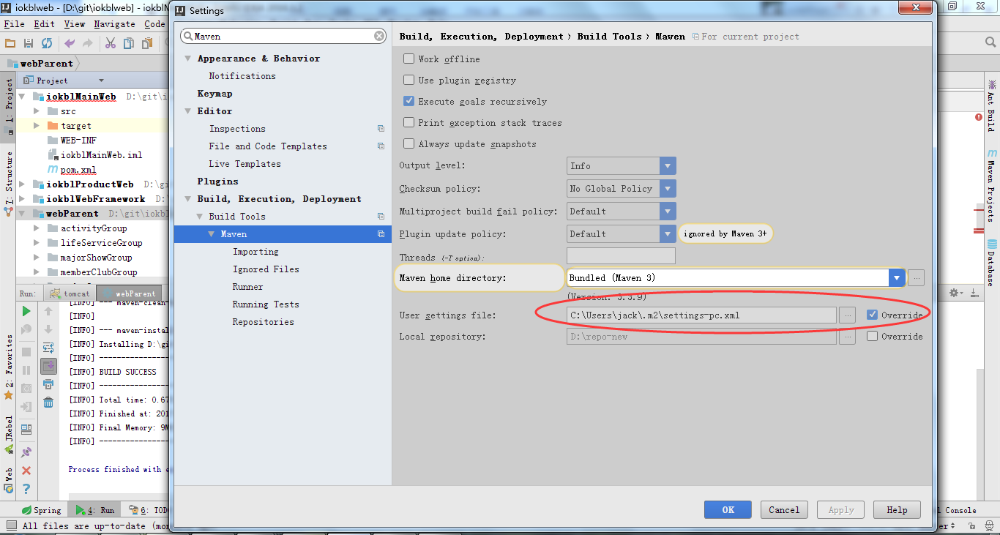 iokblweb - [D:\git\iokblweb] - iokblM
Settings
File Edit View Navigate Code
webParent
1: Project
7: Structure
2: Favorites
JRebel
Web
Project
iokblMainWeb D:\git\i
src
target
WEB-INF
iokblMainWeb.iml
pom.xml
iokblProductWeb D:\gi
iokblWebFramework D:
webParent D:\git\iokbl
activityGroup
lifeServiceGroup
majorShowGroup
memberClubGroup
Run: tomcat webParent
[INFO] --- maven-clean-
[INFO]
[INFO] --- maven-instal
[INFO] Installing D:\gi
[INFO] ------------------
[INFO] BUILD SUCCESS
[INFO] ------------------
[INFO] Total time: 0.67
[INFO] Finished at: 201
[INFO] Final Memory: 9M
[INFO] ------------------
Process finished with e
Spring 4: Run 6: TODO
All files are up-to-date (mo
Maven
Appearance & Behavior
Notifications
Keymap
Editor
Inspections
File and Code Templates
Live Templates
Plugins
Build, Execution, Deployment
Build Tools
Maven
Importing
Ignored Files
Runner
Running Tests
Repositories
Build, Execution, Deployment › Build Tools › Maven For current project
Work offline
Use plugin registry
Execute goals recursively
Print exception stack traces
Always update snapshots
Output level: Info
Checksum policy: No Global Policy
Multiproject build fail policy: Default
Plugin update policy: Default ignored by Maven 3+
Threads (-T option):
Maven home directory: Bundled (Maven 3) ...
(Version: 3.3.9)
User settings file: C:\Users\jack\.m2\settings-pc.xml ... Override
Local repository: D:\repo-new ... Override
OK Cancel Apply Help
Ant Build
Maven Projects
Database
l Console